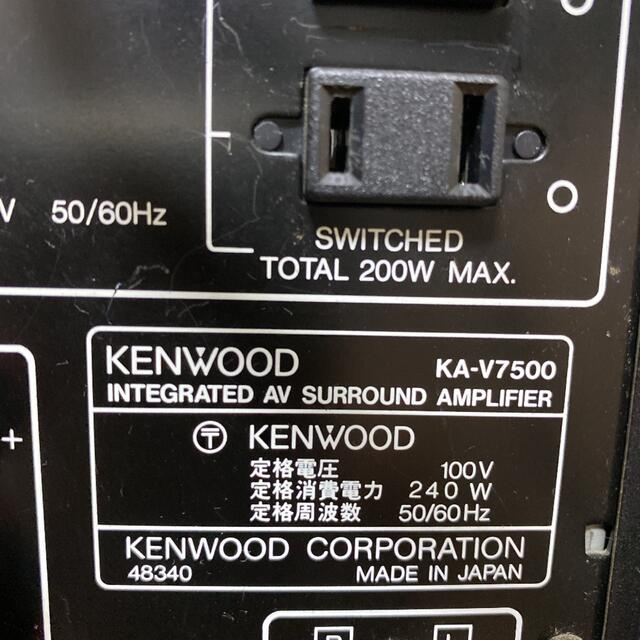 V 50/60Hz
SWITCHED
TOTAL 200W MAX.
KENWOOD KA-V7500
INTEGRATED AV SURROUND AMPLIFIER
〒 KENWOOD
定格電圧 100V
定格消費電力 240 W
定格周波数 50/60Hz
KENWOOD CORPORATION
48340 MADE IN JAPAN
+
R L